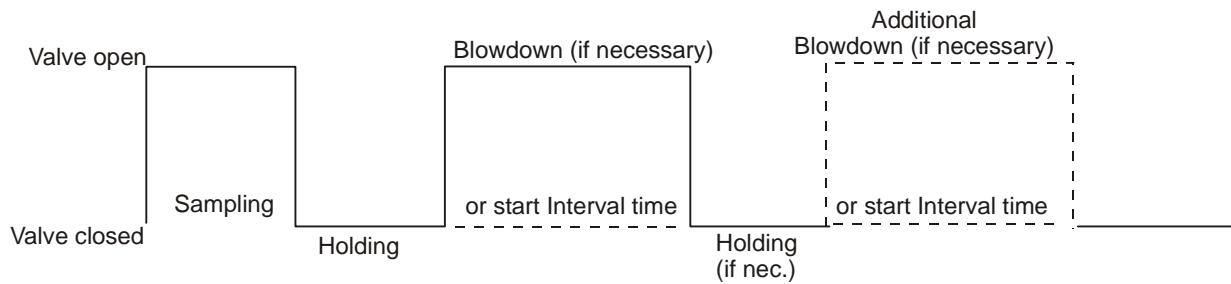 Additional
Valve open
Blowdown (if necessary)
Blowdown (if necessary)
Sampling
or start Interval time
or start Interval time
Valve closed
Holding
Holding
(if nec.)